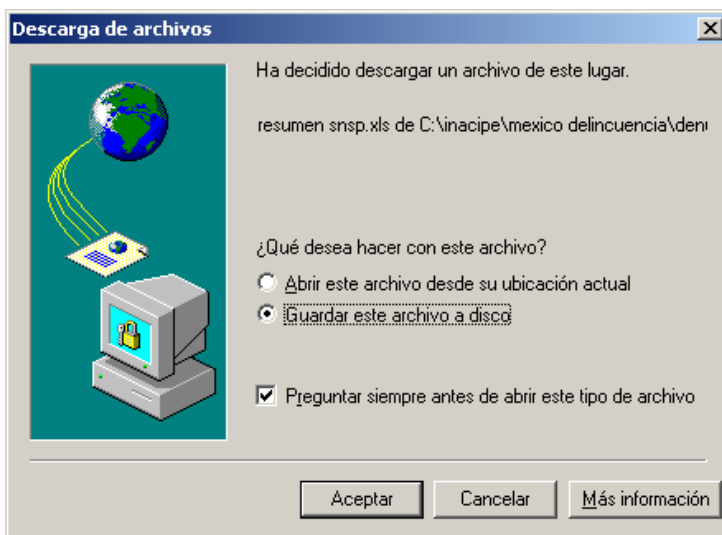 Descarga de archivos
Ha decidido descargar un archivo de este lugar.
resumen snsp.xls de C:\inacipe\mexico delincuencia\den
¿Qué desea hacer con este archivo?
Abrir este archivo desde su ubicación actual
Guardar este archivo a disco
Preguntar siempre antes de abrir este tipo de archivo
Aceptar
Cancelar
Más información